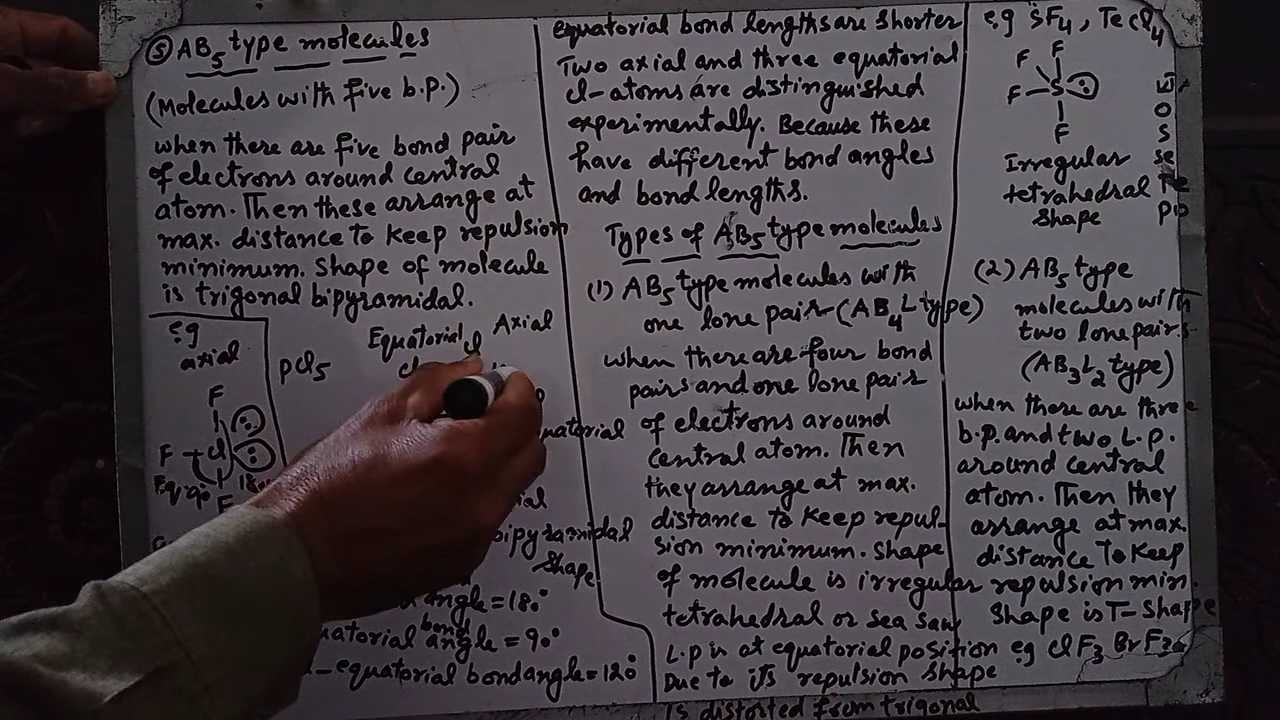 (5) AB5 type molecules
(Molecules with five b.p.)
when there are five bond pair
of electrons around central
atom. Then these arrange at
max. distance to keep repulsion
minimum. Shape of molecule
is trigonal bipyramidal.
e.g
axial
F
F Cl
90°
F
PCl5
Equatorial Axial
Cl
bipyramidal
Shape
angle=180°
bond
angle = 90°
equatorial bond angle=120°
equatorial bond lengths are shorter
Two axial and three equatorial
Cl-atoms are distinguished
experimentally. Because these
have different bond angles
and bond lengths.
Types of AB5 type molecules
(1) AB5 type molecules with
one lone pair (AB4L type)
when there are four bond
pairs and one lone pair
of electrons around
central atom. Then
they arrange at max.
distance to keep repul-
sion minimum. Shape
of molecule is irregular
tetrahedral or sea saw
L.p is at equatorial position
Due to its repulsion shape
is distorted from trigonal
e.g SF4, TeCl4
F
F
F S
F
Irregular
tetrahedral
Shape
(2) AB5 type
molecules with
two lone pairs
(AB3L2 type)
when there are three
b.p. and two L.p.
around central
atom. Then they
arrange at max.
distance to keep
repulsion min.
Shape is T-shape
e.g ClF3 BrF3